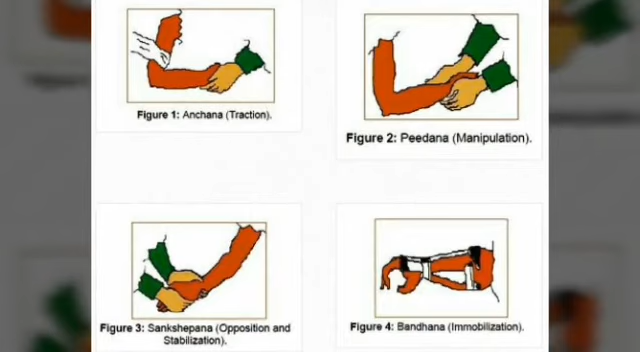 Figure 1: Anchana (Traction).
Figure 2: Peedana (Manipulation).
Figure 3: Sankshepana (Opposition and
Stabilization).
Figure 4: Bandhana (Immobilization).